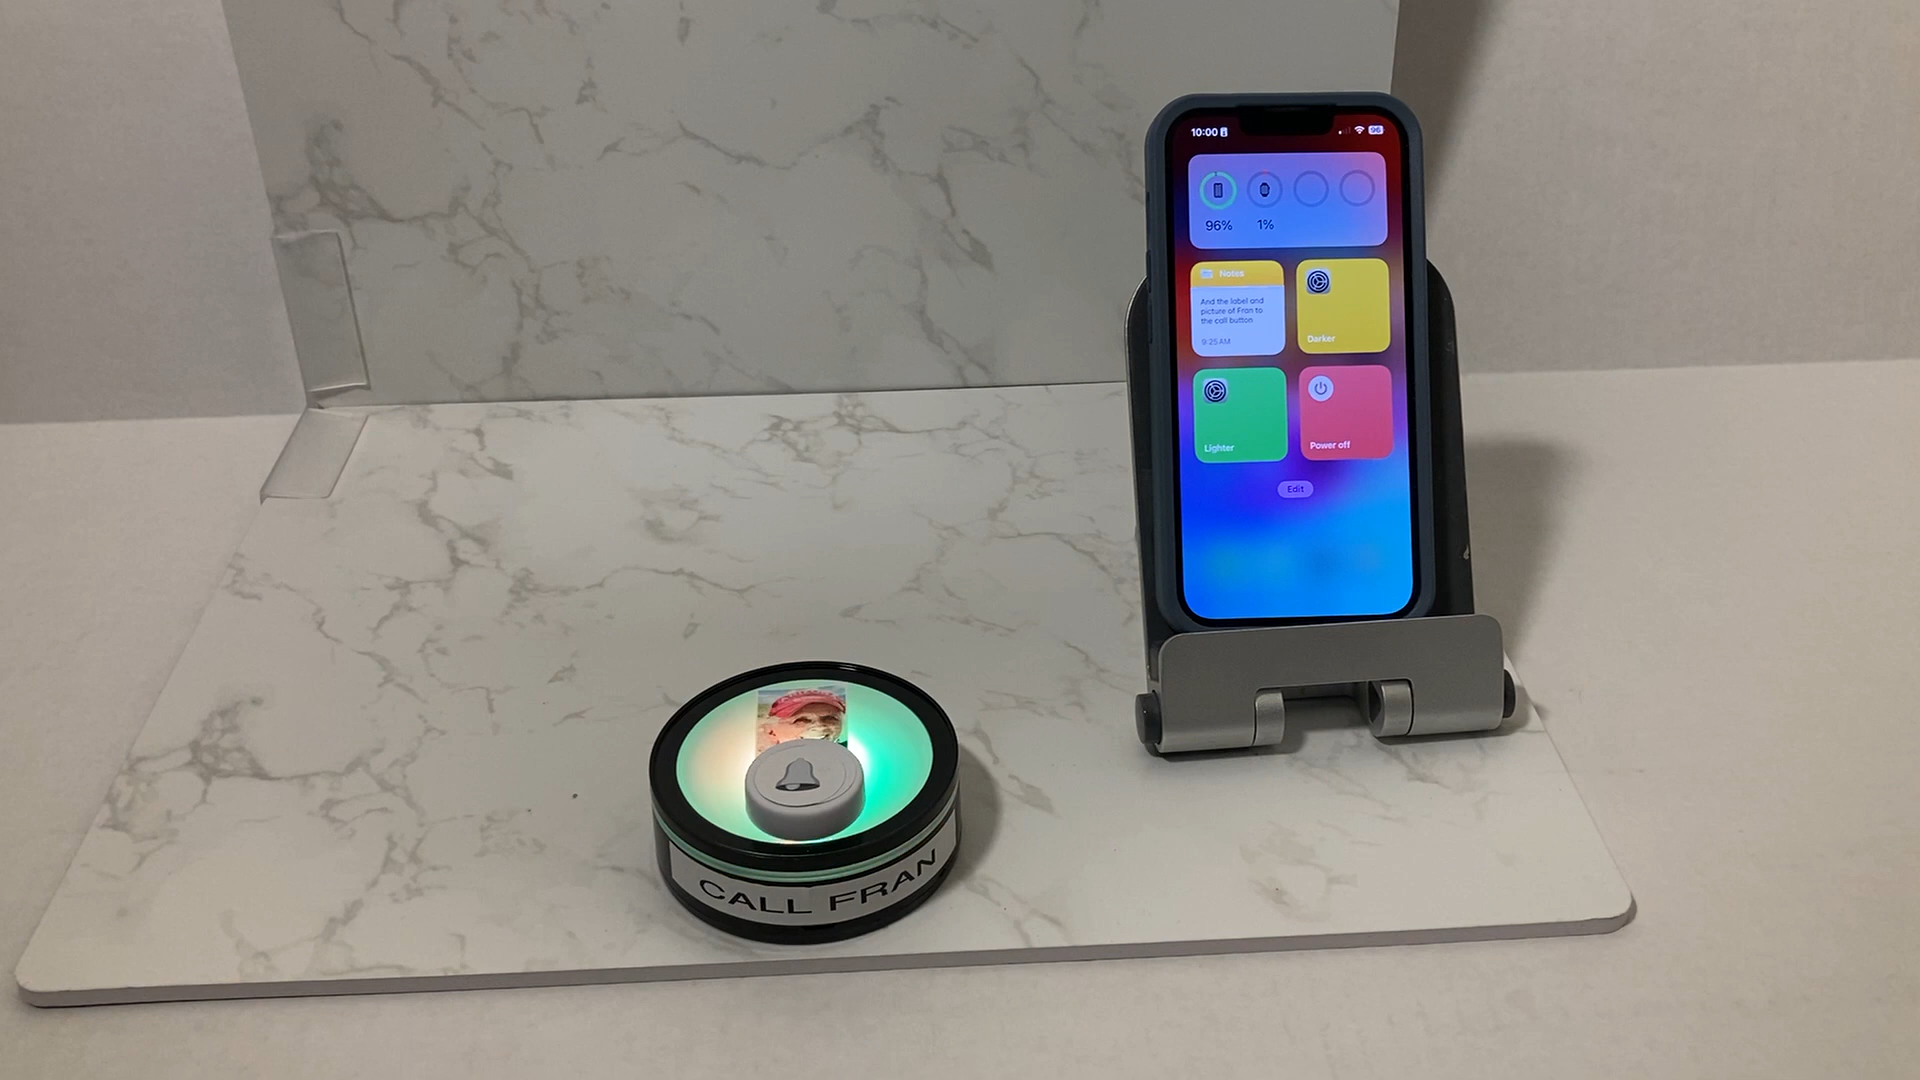 10:00
96
96%
1%
Notes
And the label and
picture of Fran to
the call button
9:25 AM
Darker
Lighter
Power off
Edit
CALL FRAN